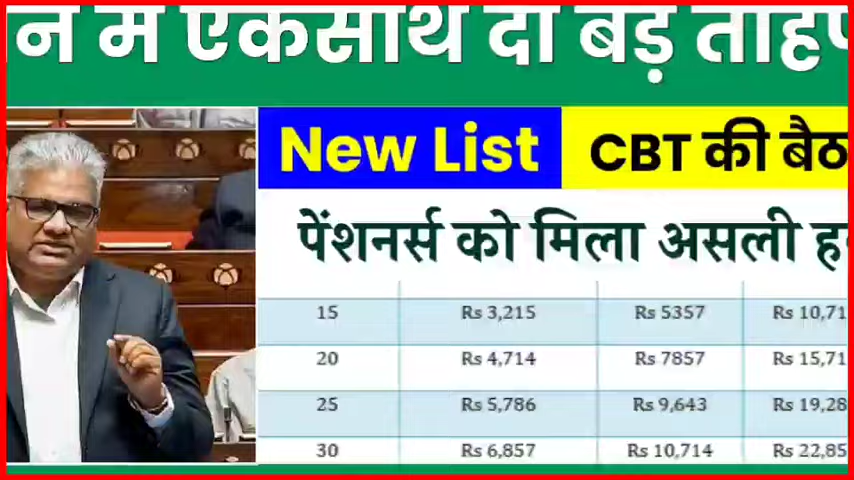 न में एकसाथ दो बड़े
New List CBT की बैठ
पेंशनर्स को मिला असली ह
15 Rs 3,215 Rs 5357 Rs 10,71
20 Rs 4,714 Rs 7857 Rs 15,71
25 Rs 5,786 Rs 9,643 Rs 19,28
30 Rs 6,857 Rs 10,714 Rs 22,85